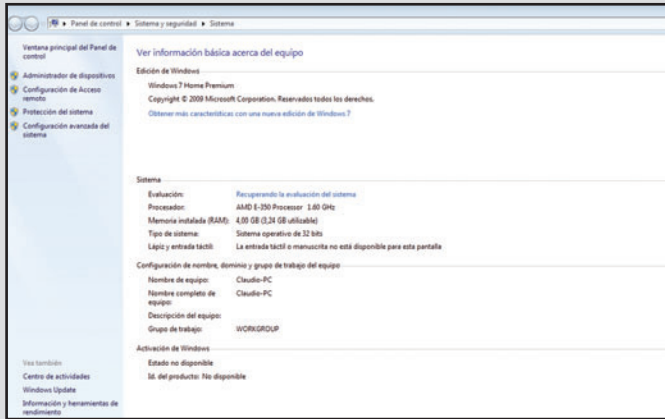 Panel de control ▸ Sistema y seguridad ▸ Sistema
Ventana principal del Panel de
control
Administrador de dispositivos
Configuración de Acceso
remoto
Protección del sistema
Configuración avanzada del
sistema
Ver información básica acerca del equipo
Edición de Windows
Windows 7 Home Premium
Copyright © 2009 Microsoft Corporation. Reservados todos los derechos.
Obtener más características con una nueva edición de Windows 7
Sistema
Evaluación: Recuperando la evaluación del sistema
Procesador: AMD E-350 Processor 1.60 GHz
Memoria instalada (RAM): 4,00 GB (3,24 GB utilizable)
Tipo de sistema: Sistema operativo de 32 bits
Lápiz y entrada táctil: La entrada táctil o manuscrita no está disponible para esta pantalla
Configuración de nombre, dominio y grupo de trabajo del equipo
Nombre de equipo: Claudio-PC
Nombre completo de Claudio-PC
equipo:
Descripción del equipo:
Grupo de trabajo: WORKGROUP
Activación de Windows
Estado no disponible
Id. del producto: No disponible
Vea también
Centro de actividades
Windows Update
Información y herramientas de
rendimiento